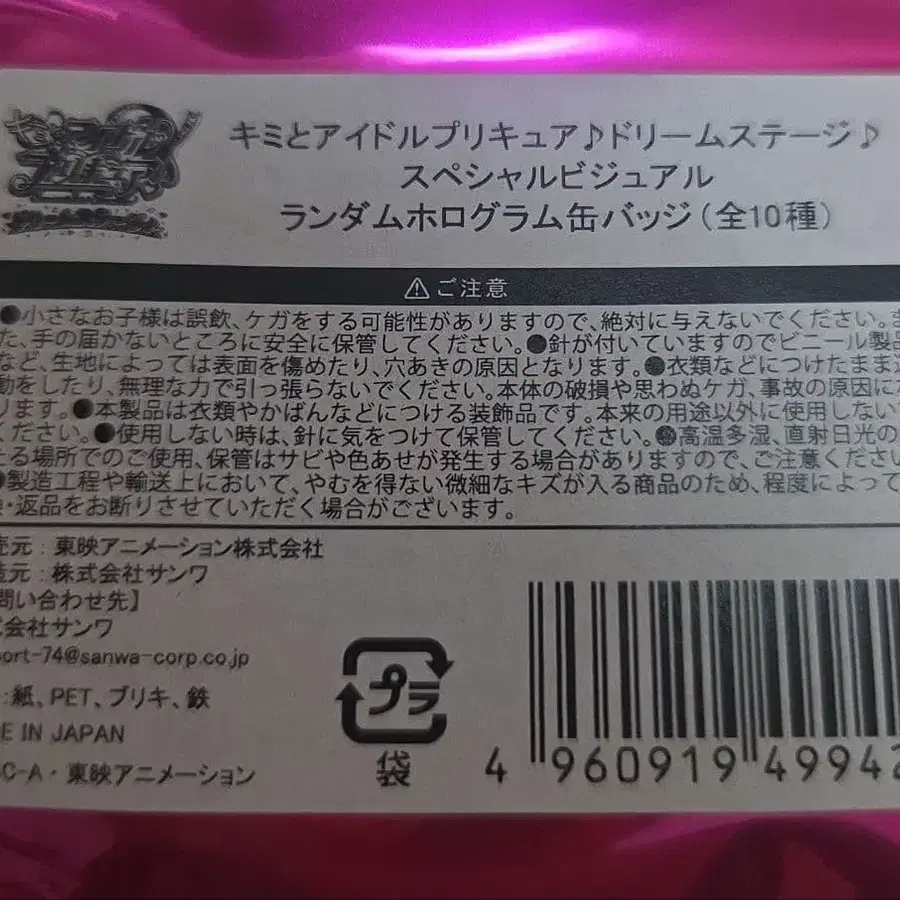 キミとアイドルプリキュア♪ドリームステージ♪
スペシャルビジュアル
ランダムホログラム缶バッジ(全10種)
⚠ご注意
●小さなお子様は誤飲、ケガをする可能性がありますので、絶対に与えないでください。ま
た、手の届かないところに安全に保管してください。●針が付いていますのでビニール製品
など、生地によっては表面を傷めたり、穴あきの原因となります。●衣類などにつけたまま
動をしたり、無理な力で引っ張らないでください。本体の破損や思わぬケガ、事故の原因に
ります。●本製品は衣類やかばんなどにつける装飾品です。本来の用途以外に使用しない
ください。●使用しない時は、針に気をつけて保管してください。●高温多湿、直射日光の
たる場所でのご使用、保管はサビや色あせが発生する場合がありますので、ご注意ください
●製造工程や輸送上において、やむを得ない微細なキズが入る商品のため、程度によって
・返品をお断りさせていただく場合がございます。
売元:東映アニメーション株式会社
造元:株式会社サンワ
問い合わせ先】
式会社サンワ
port-74@sanwa-corp.co.jp
:紙、PET、ブリキ、鉄
E IN JAPAN
C-A・東映アニメーション
プラ
袋
4 960919 49942